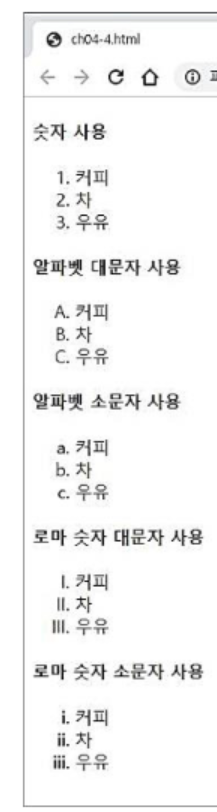 ch04-4.html
숫자 사용
1. 커피
2. 차
3. 우유
알파벳 대문자 사용
A. 커피
B. 차
C. 우유
알파벳 소문자 사용
a. 커피
b. 차
c. 우유
로마 숫자 대문자 사용
I. 커피
II. 차
III. 우유
로마 숫자 소문자 사용
i. 커피
ii. 차
iii. 우유